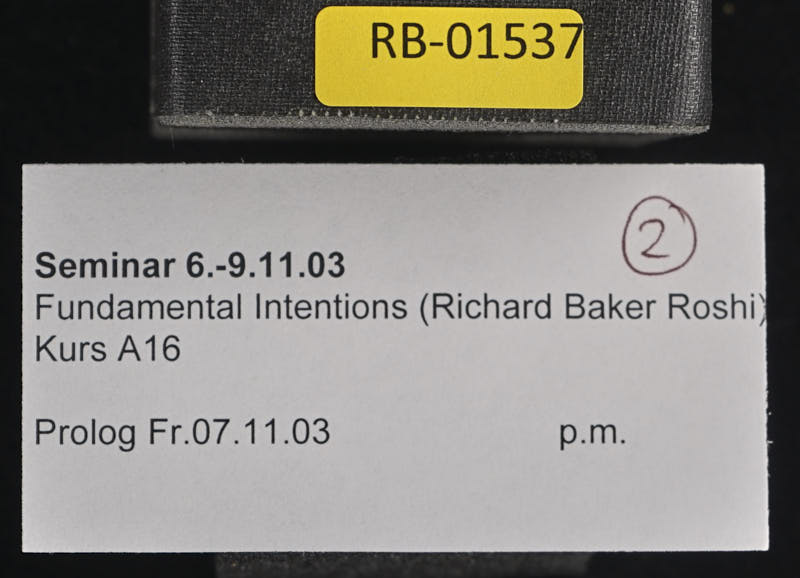 RB-01537
2
Seminar 6.-9.11.03
Fundamental Intentions (Richard Baker Roshi)
Kurs A16
Prolog Fr.07.11.03 p.m.